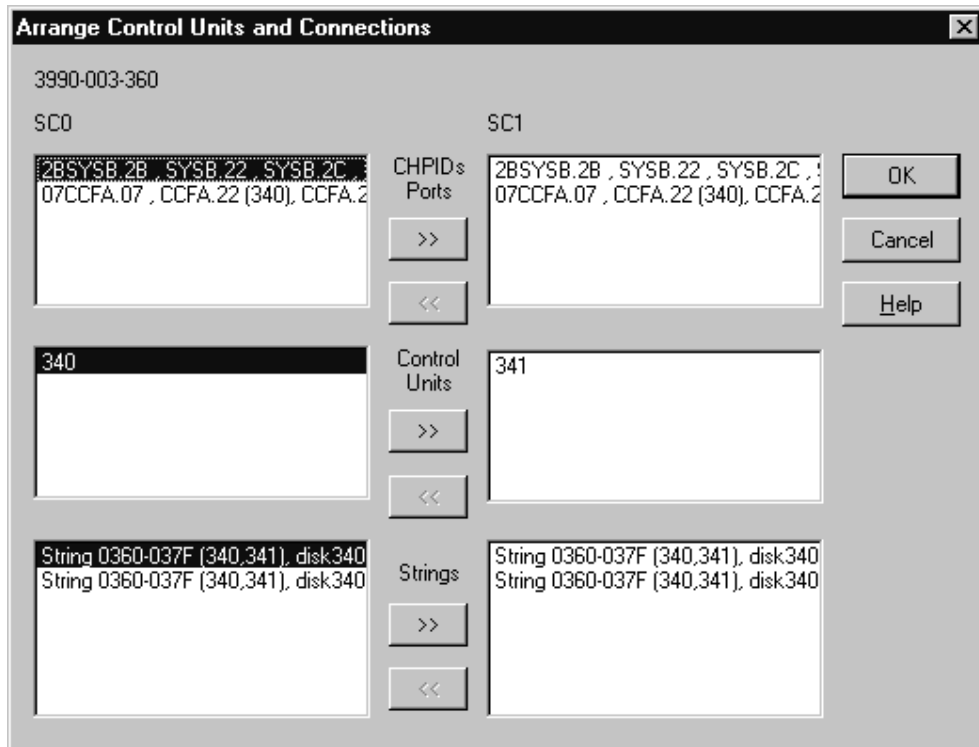 Arrange Control Units and Connections
3990-003-360
SC0
SC1
2BSYSB.2B , SYSB.22 , SYSB.2C ,
07CCFA.07 , CCFA.22 (340), CCFA.2
CHPIDs
Ports
>>
<<
2BSYSB.2B , SYSB.22 , SYSB.2C ,
07CCFA.07 , CCFA.22 (340), CCFA.2
OK
Cancel
Help
340
Control
Units
>>
<<
341
String 0360-037F (340,341), disk340
String 0360-037F (340,341), disk340
Strings
>>
<<
String 0360-037F (340,341), disk340
String 0360-037F (340,341), disk340